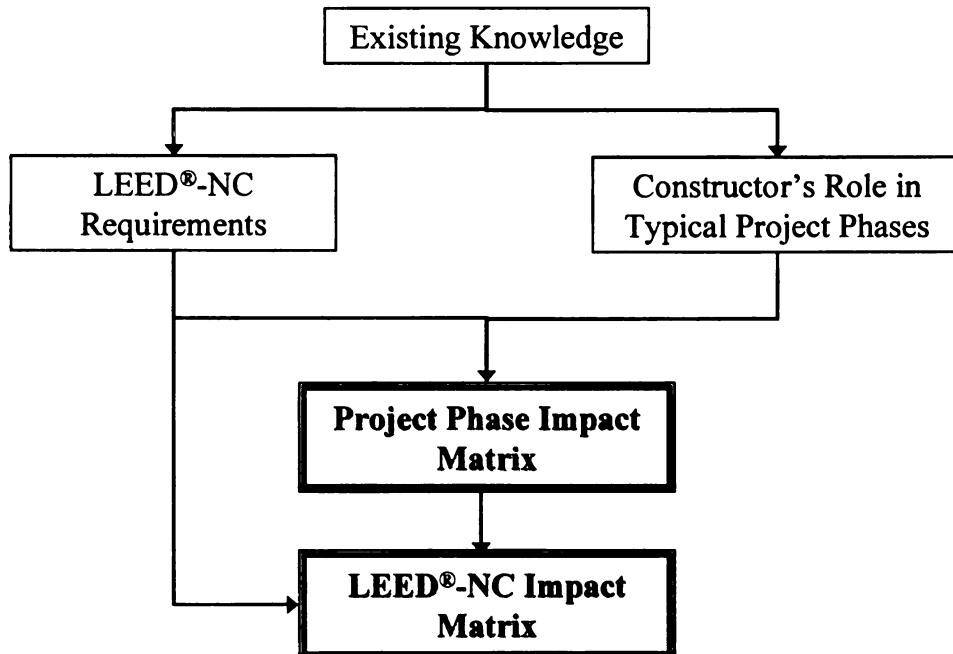 Existing Knowledge
LEED®-NC
Requirements
Constructor's Role in
Typical Project Phases
Project Phase Impact
Matrix
LEED®-NC Impact
Matrix